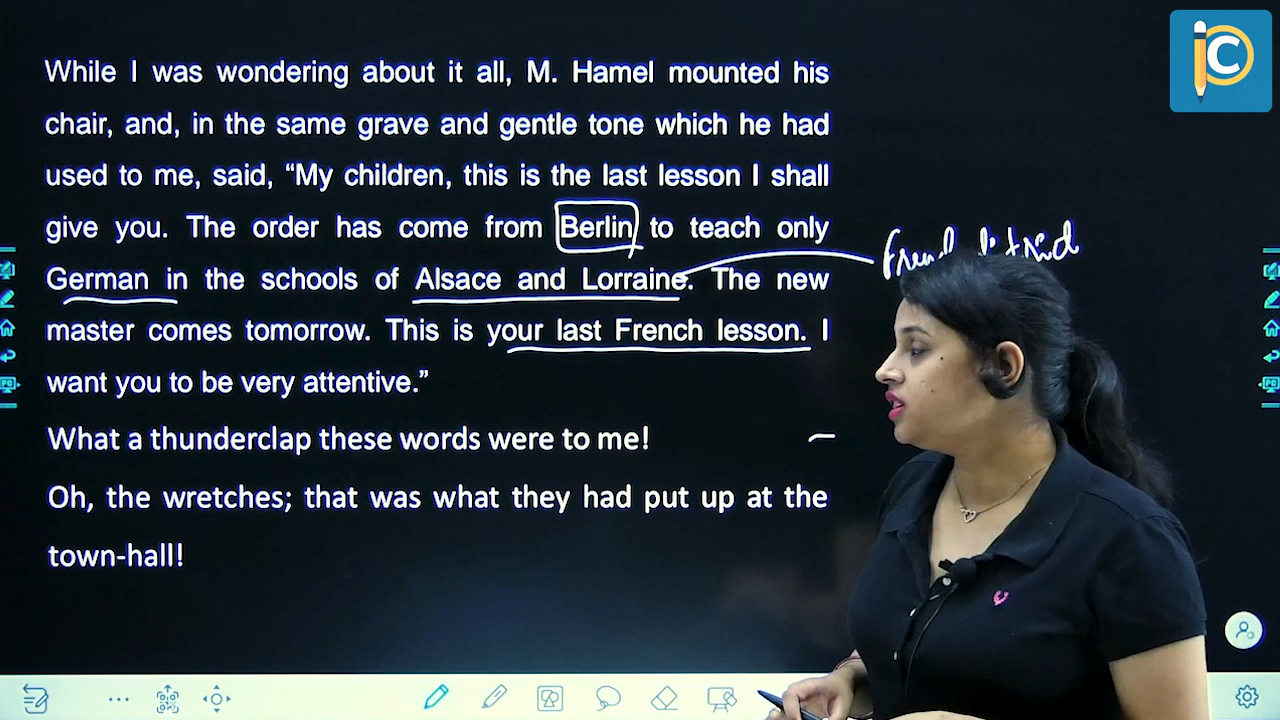 While I was wondering about it all, M. Hamel mounted his
chair, and, in the same grave and gentle tone which he had
used to me, said, “My children, this is the last lesson I shall
give you. The order has come from Berlin to teach only
German in the schools of Alsace and Lorraine. The new
master comes tomorrow. This is your last French lesson. I
want you to be very attentive.”
What a thunderclap these words were to me!
Oh, the wretches; that was what they had put up at the
town-hall!